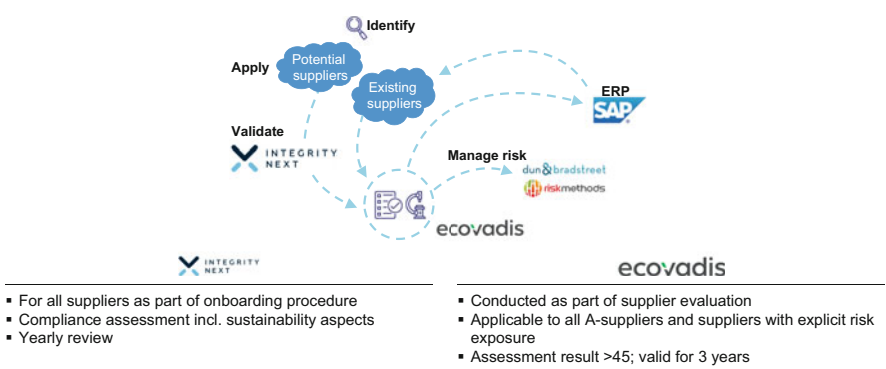 Identify
Apply
Potential
suppliers
Existing
suppliers
ERP
SAP
Validate
INTEGRITY
NEXT
Manage risk
dun&bradstreet
riskmethods
ecovadis
INTEGRITY
NEXT
ecovadis
▪ For all suppliers as part of onboarding procedure
▪ Compliance assessment incl. sustainability aspects
▪ Yearly review
▪ Conducted as part of supplier evaluation
▪ Applicable to all A-suppliers and suppliers with explicit risk
exposure
▪ Assessment result >45; valid for 3 years